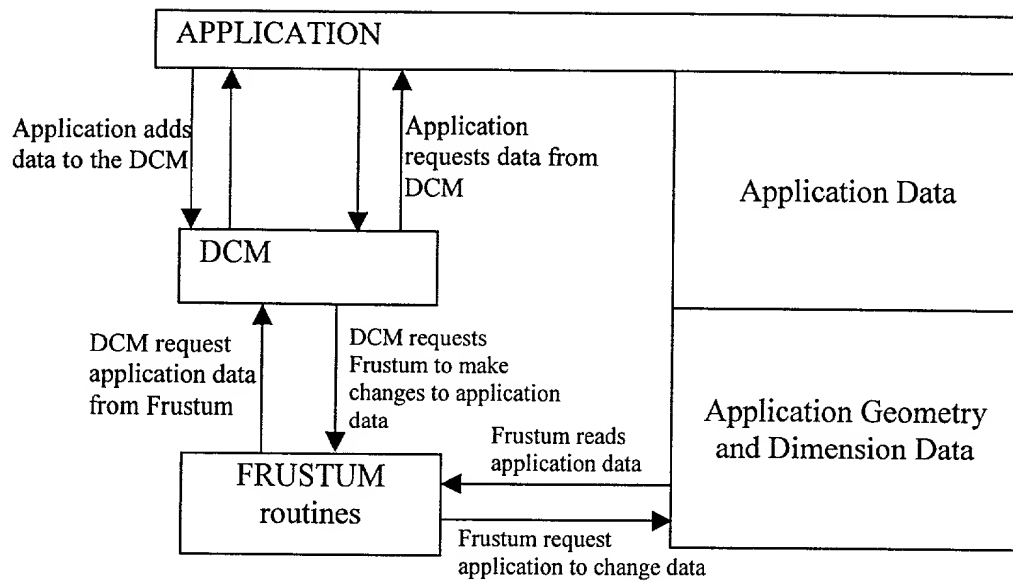 APPLICATION
Application adds
data to the DCM
Application
requests data from
DCM
Application Data
DCM
DCM request
application data
from Frustum
DCM requests
Frustum to make
changes to application
data
Application Geometry
and Dimension Data
Frustum reads
application data
FRUSTUM
routines
Frustum request
application to change data